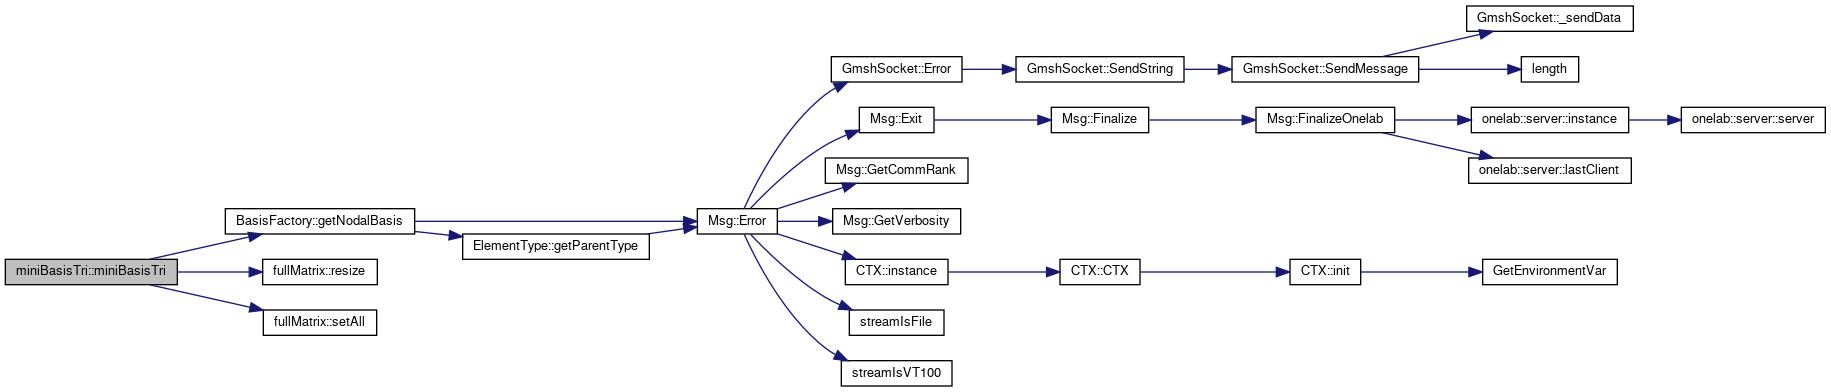 miniBasisTri::miniBasisTri
BasisFactory::getNodalBasis
fullMatrix::resize
fullMatrix::setAll
ElementType::getParentType
Msg::Error
GmshSocket::Error
GmshSocket::SendString
GmshSocket::SendMessage
GmshSocket::_sendData
length
Msg::Exit
Msg::Finalize
Msg::FinalizeOnelab
onelab::server::instance
onelab::server::server
onelab::server::lastClient
Msg::GetCommRank
Msg::GetVerbosity
CTX::instance
CTX::CTX
CTX::init
GetEnvironmentVar
streamIsFile
streamIsVT100